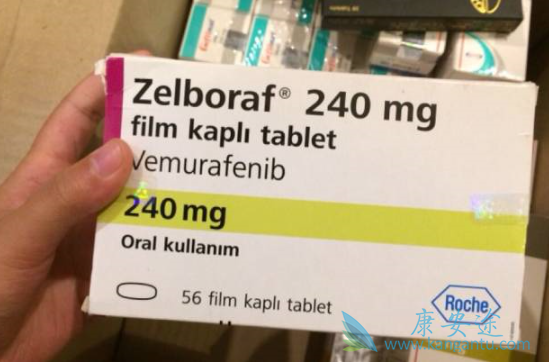 Zelboraf® 240 mg
film kaplı tablet
Vemurafenib
240 mg
Oral kullanım
56 film kaplı tablet
Roche
康安途